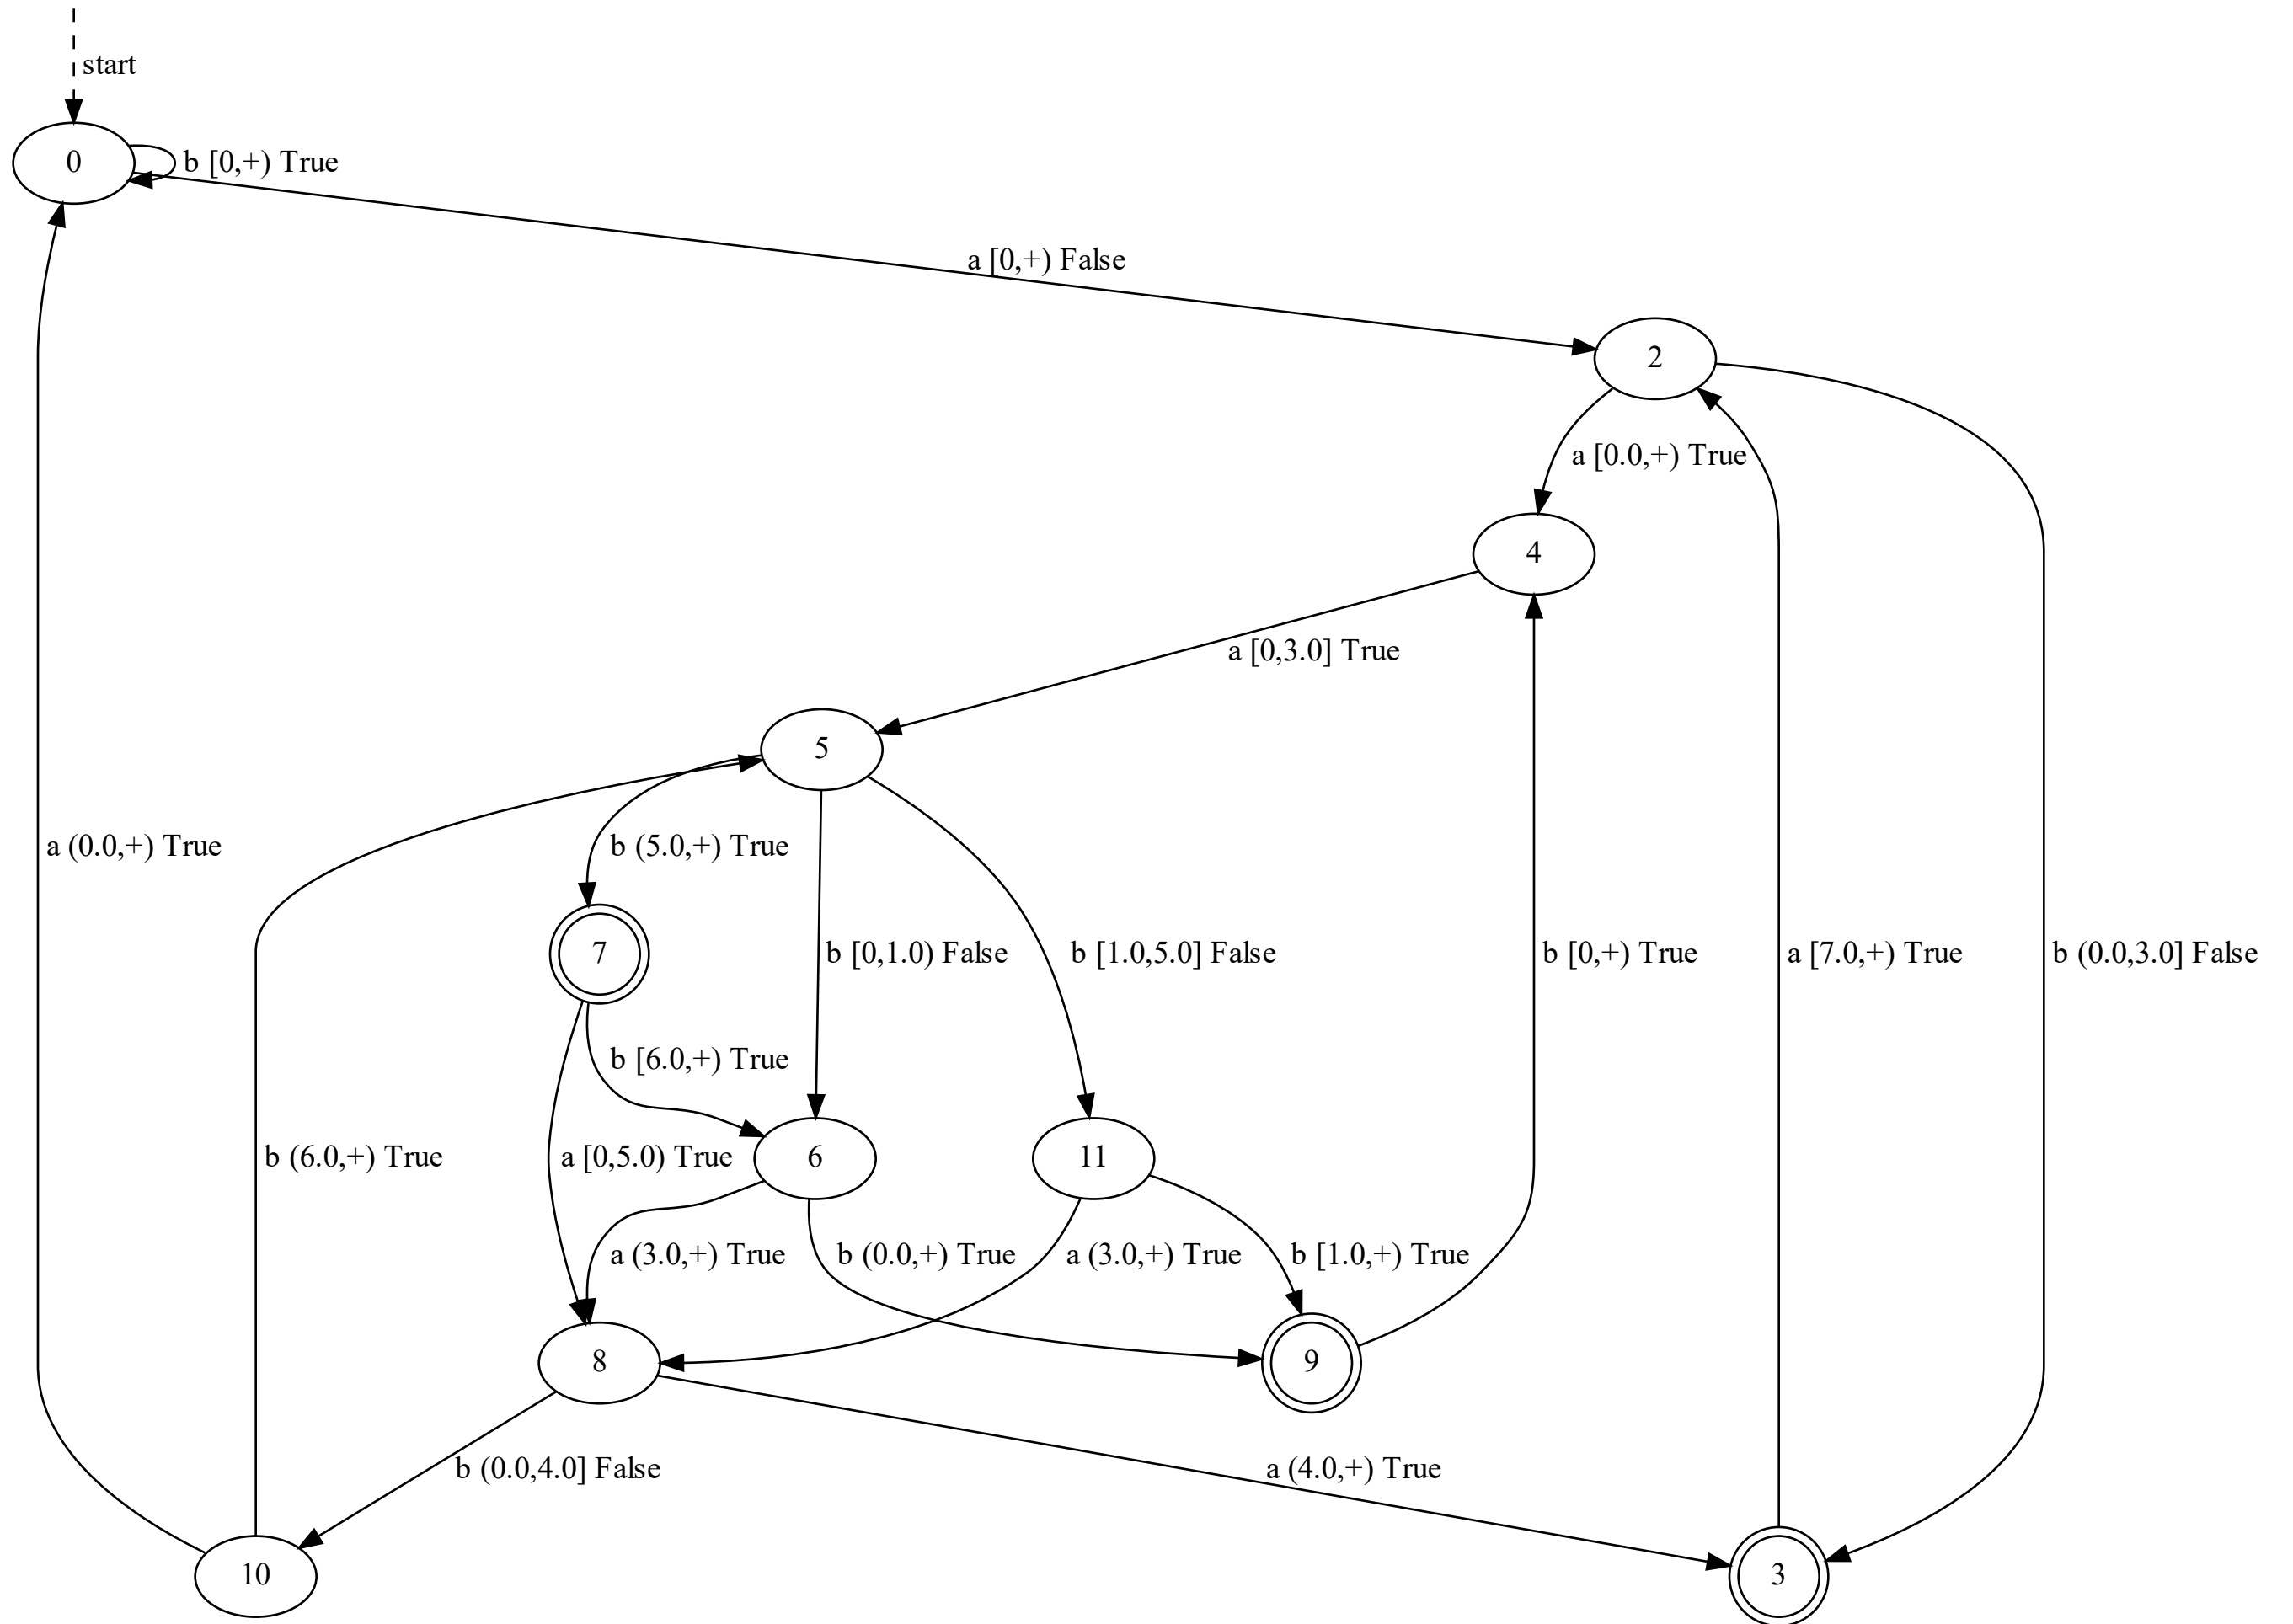 start
0
b [0,+) True
a [0,+) False
2
a [0.0,+) True
4
a [0,3.0] True
5
a (0.0,+) True
b (5.0,+) True
7
b [0,1.0) False
b [1.0,5.0] False
b [0,+) True
a [7.0,+) True
b (0.0,3.0] False
b [6.0,+) True
b (6.0,+) True
a [0,5.0) True
6
11
a (3.0,+) True
b (0.0,+) True
a (3.0,+) True
b [1.0,+) True
8
9
b (0.0,4.0] False
a (4.0,+) True
10
3